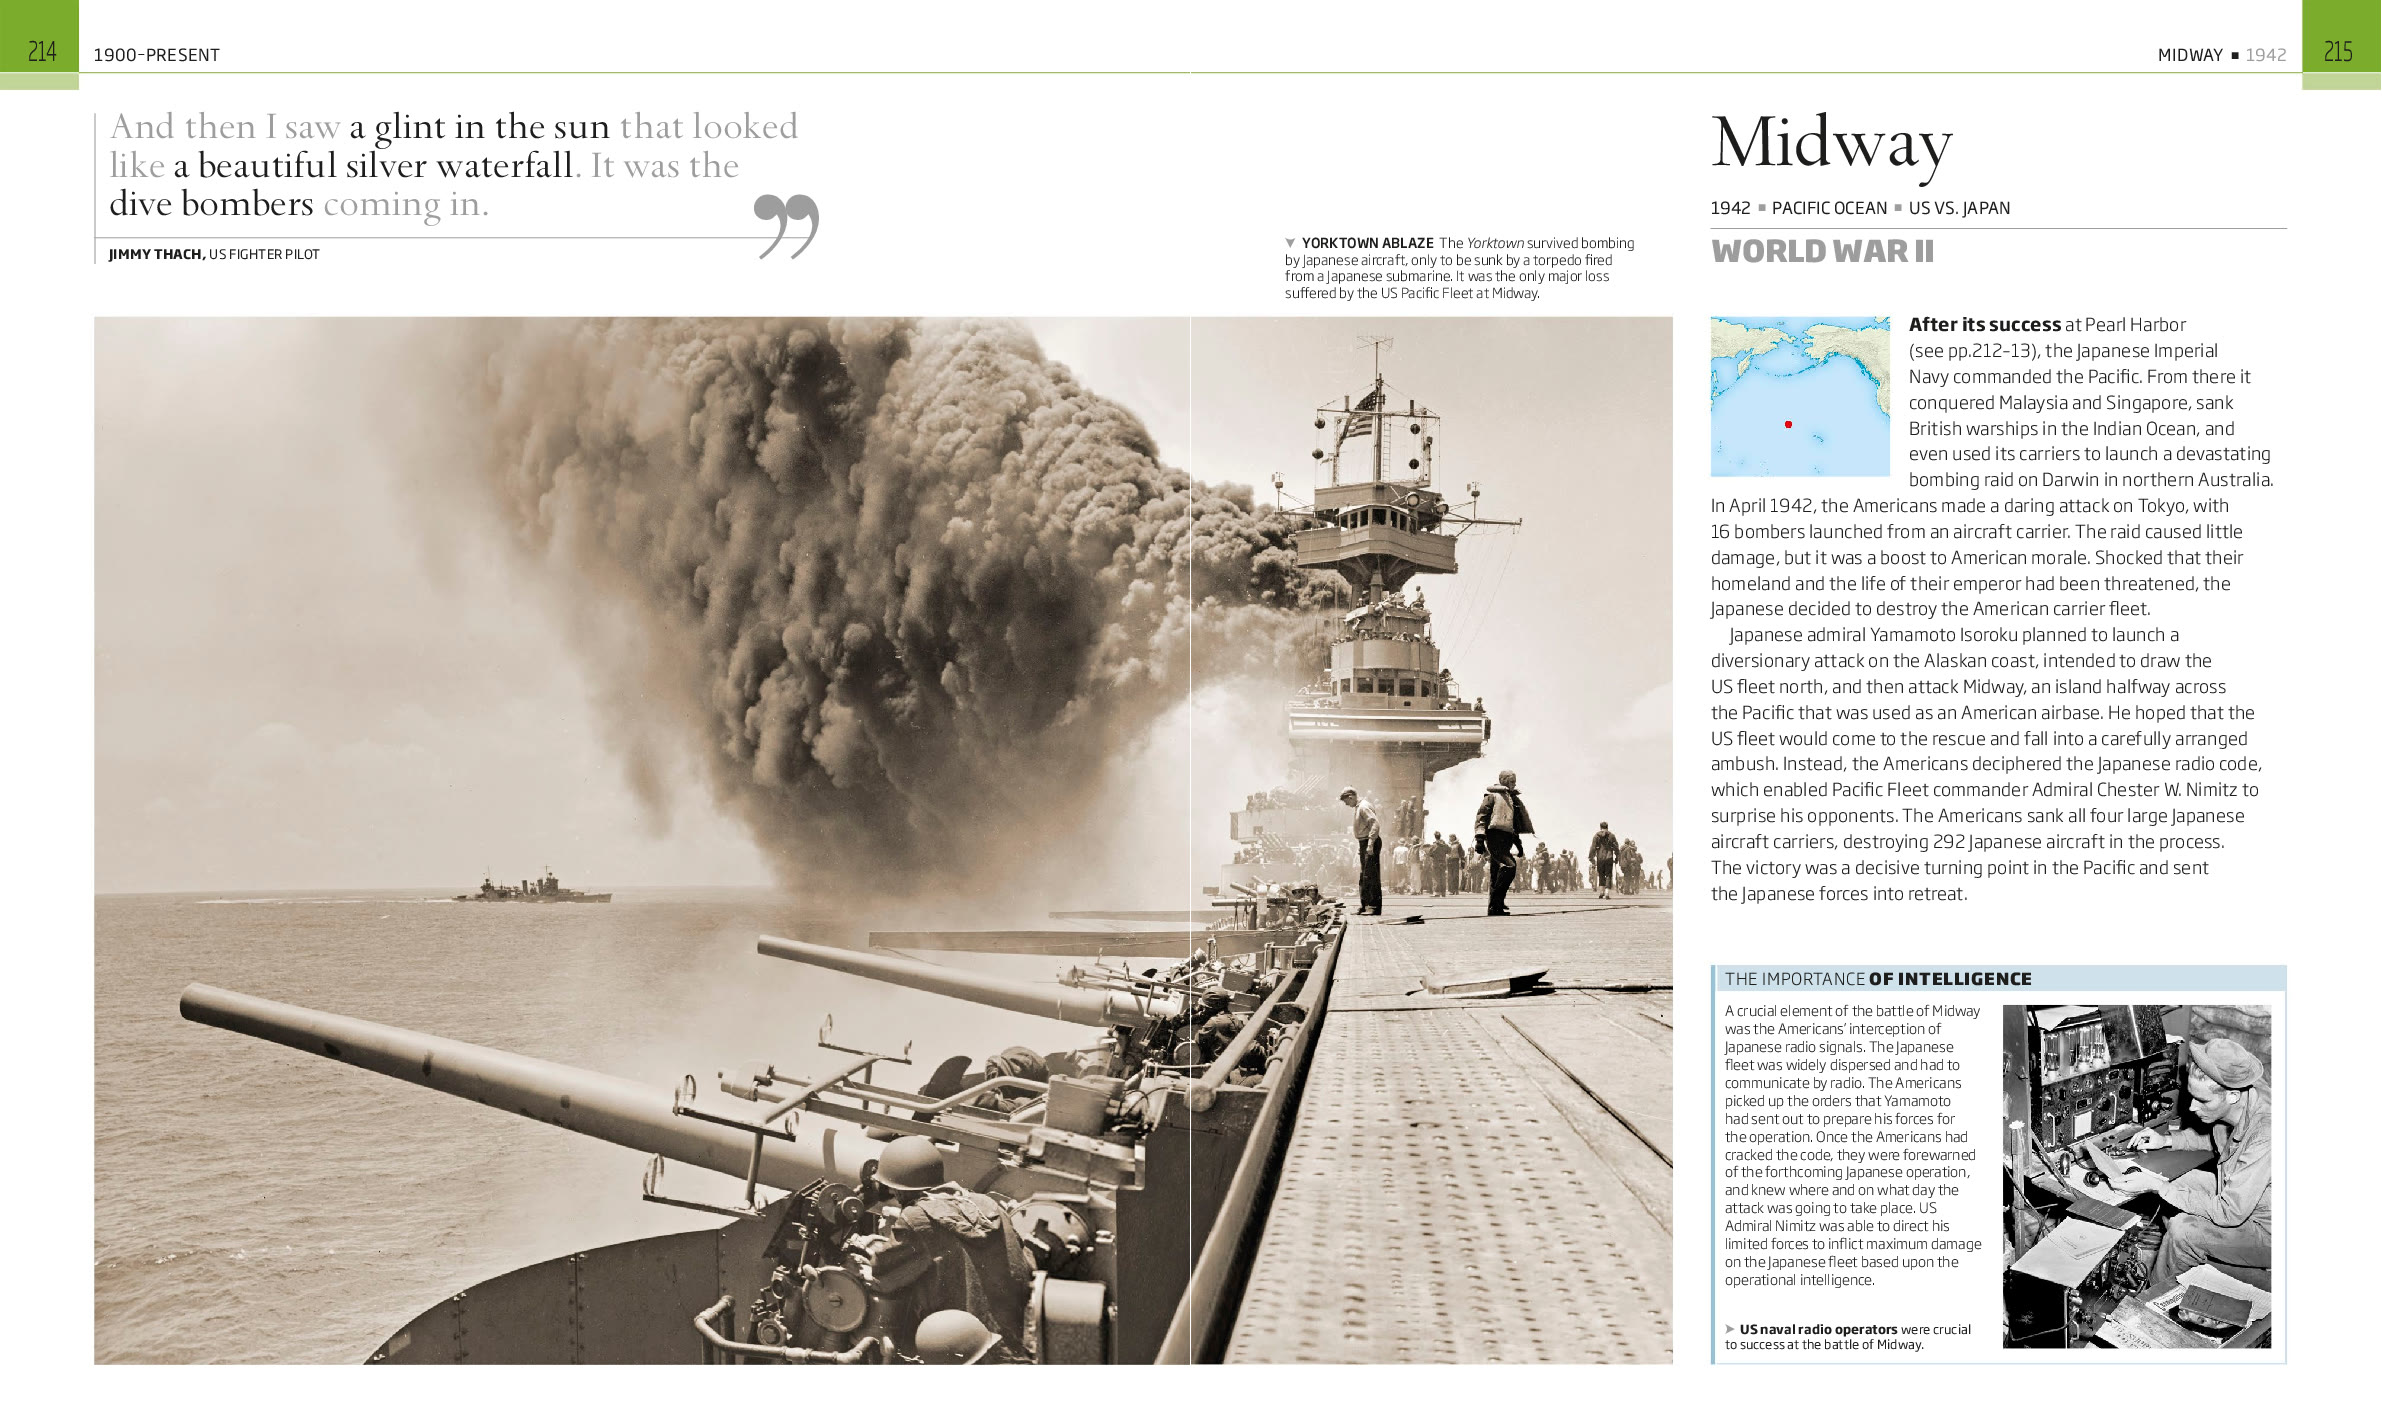 214
1900–PRESENT
MIDWAY ■ 1942
215
And then I saw a glint in the sun that looked
like a beautiful silver waterfall. It was the
dive bombers coming in.
”
JIMMY THACH, US FIGHTER PILOT
▼ YORKTOWN ABLAZE The Yorktown survived bombing
by Japanese aircraft, only to be sunk by a torpedo fired
from a Japanese submarine. It was the only major loss
suffered by the US Pacific Fleet at Midway.
Midway
1942 ■ PACIFIC OCEAN ■ US VS. JAPAN
WORLD WAR II
After its success at Pearl Harbor
(see pp.212–13), the Japanese Imperial
Navy commanded the Pacific. From there it
conquered Malaysia and Singapore, sank
British warships in the Indian Ocean, and
even used its carriers to launch a devastating
bombing raid on Darwin in northern Australia.
In April 1942, the Americans made a daring attack on Tokyo, with
16 bombers launched from an aircraft carrier. The raid caused little
damage, but it was a boost to American morale. Shocked that their
homeland and the life of their emperor had been threatened, the
Japanese decided to destroy the American carrier fleet.
Japanese admiral Yamamoto Isoroku planned to launch a
diversionary attack on the Alaskan coast, intended to draw the
US fleet north, and then attack Midway, an island halfway across
the Pacific that was used as an American airbase. He hoped that the
US fleet would come to the rescue and fall into a carefully arranged
ambush. Instead, the Americans deciphered the Japanese radio code,
which enabled Pacific Fleet commander Admiral Chester W. Nimitz to
surprise his opponents. The Americans sank all four large Japanese
aircraft carriers, destroying 292 Japanese aircraft in the process.
The victory was a decisive turning point in the Pacific and sent
the Japanese forces into retreat.
THE IMPORTANCE OF INTELLIGENCE
A crucial element of the battle of Midway
was the Americans’ interception of
Japanese radio signals. The Japanese
fleet was widely dispersed and had to
communicate by radio. The Americans
picked up the orders that Yamamoto
had sent out to prepare his forces for
the operation. Once the Americans had
cracked the code, they were forewarned
of the forthcoming Japanese operation,
and knew where and on what day the
attack was going to take place. US
Admiral Nimitz was able to direct his
limited forces to inflict maximum damage
on the Japanese fleet based upon the
operational intelligence.
➤ US naval radio operators were crucial
to success at the battle of Midway.